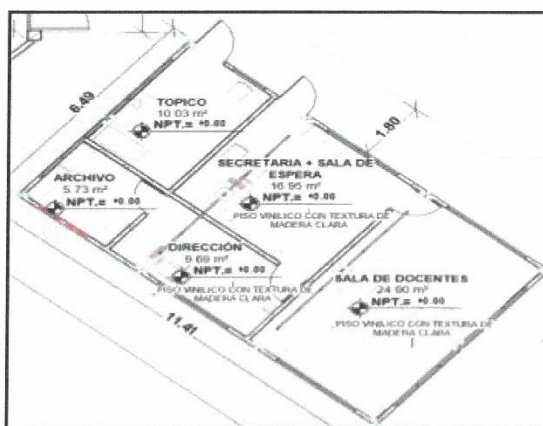 6.49
TOPICO
10.03 m²
NPT.= +0.00
1.80
ARCHIVO
5.73 m²
NPT.= +0.00
SECRETARIA + SALA DE
ESPERA
16.95 m²
NPT.= +0.00
PISO VINILICO CON TEXTURA DE
MADERA CLARA
DIRECCIÓN
9.69 m²
NPT.= +0.00
PISO VINILICO CON TEXTURA DE
MADERA CLARA
SALA DE DOCENTES
24.90 m²
NPT.= +0.00
PISO VINILICO CON TEXTURA DE
MADERA CLARA
11.41